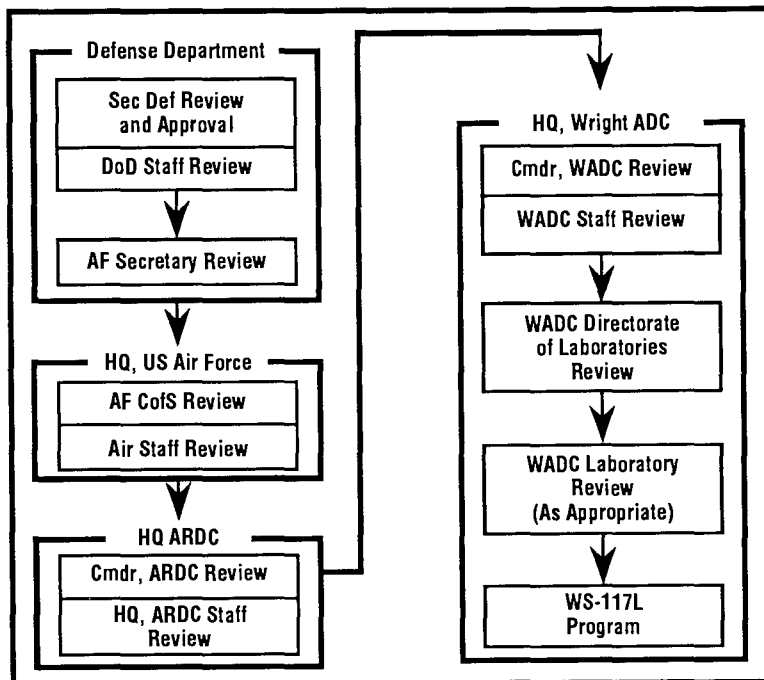 Defense Department
Sec Def Review
and Approval
DoD Staff Review
AF Secretary Review
HQ, US Air Force
AF CofS Review
Air Staff Review
HQ ARDC
Cmdr, ARDC Review
HQ, ARDC Staff
Review
HQ, Wright ADC
Cmdr, WADC Review
WADC Staff Review
WADC Directorate
of Laboratories
Review
WADC Laboratory
Review
(As Appropriate)
WS-117L
Program